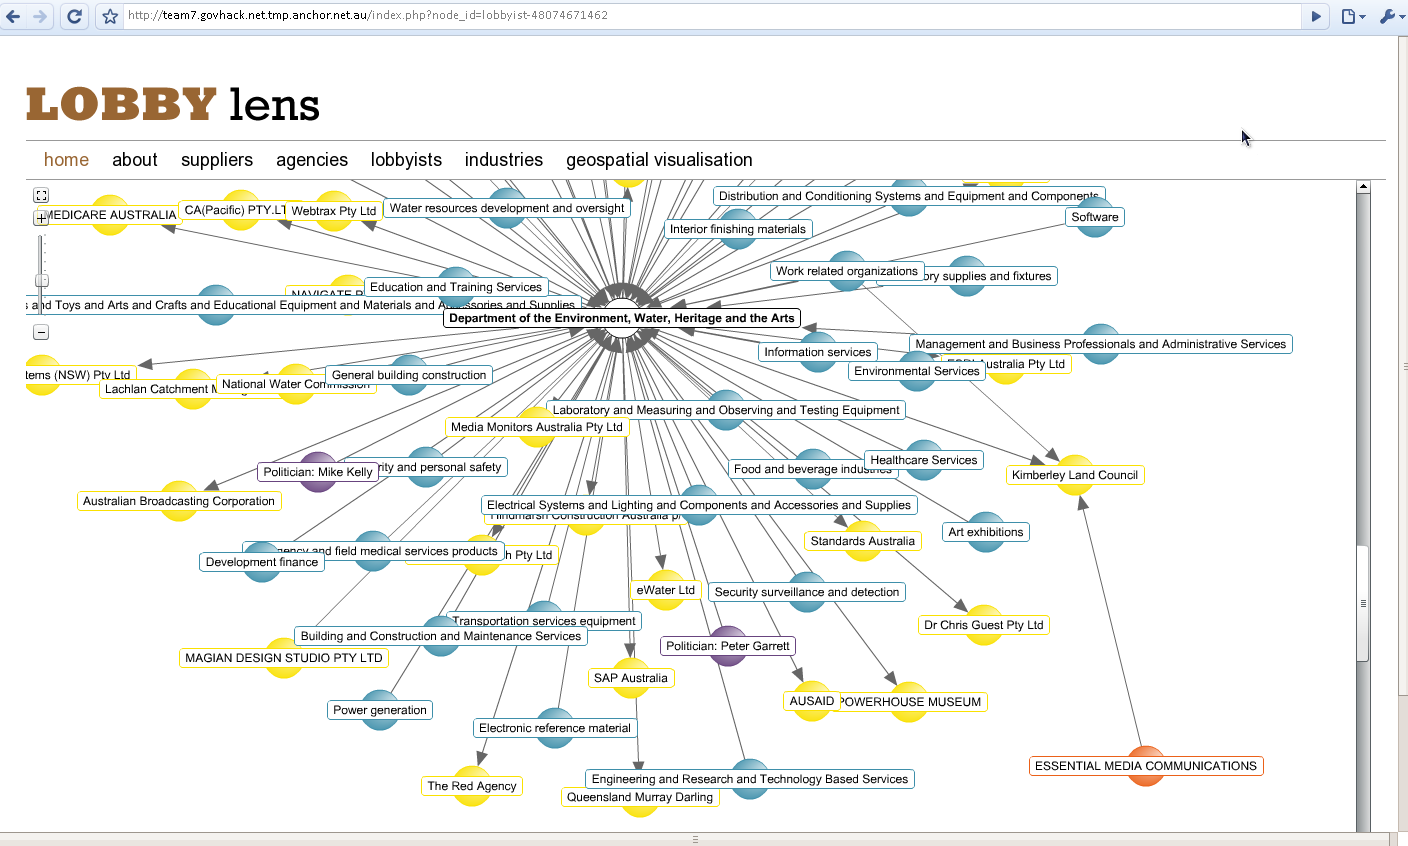 http://team7.govhack.net.tmp.anchor.net.au/index.php?node_id=lobbyist-48074671462
LOBBY lens
home about suppliers agencies lobbyists industries geospatial visualisation
Distribution and Conditioning Systems and Equipment and Components
MEDICARE AUSTRALIA
CA(Pacific) PTY.LT
Webtrax Pty Ltd
Water resources development and oversight
Software
Interior finishing materials
Work related organizations
ory supplies and fixtures
Education and Training Services
NAVIGATE P
and Toys and Arts and Crafts and Educational Equipment and Materials and Accessories and Supplies
Department of the Environment, Water, Heritage and the Arts
Management and Business Professionals and Administrative Services
Information services
Australia Pty Ltd
Environmental Services
tems (NSW) Pty Ltd
Lachlan Catchment M
National Water Commission
General building construction
Laboratory and Measuring and Observing and Testing Equipment
Media Monitors Australia Pty Ltd
Politician: Mike Kelly
rity and personal safety
Food and beverage industries
Healthcare Services
Kimberley Land Council
Australian Broadcasting Corporation
Electrical Systems and Lighting and Components and Accessories and Supplies
Hindmarsh Construction Australia p
Art exhibitions
Standards Australia
ency and field medical services products
h Pty Ltd
Development finance
eWater Ltd
Security surveillance and detection
Transportation services equipment
Dr Chris Guest Pty Ltd
Building and Construction and Maintenance Services
Politician: Peter Garrett
MAGIAN DESIGN STUDIO PTY LTD
SAP Australia
AUSAID
POWERHOUSE MUSEUM
Power generation
Electronic reference material
ESSENTIAL MEDIA COMMUNICATIONS
Engineering and Research and Technology Based Services
The Red Agency
Queensland Murray Darling